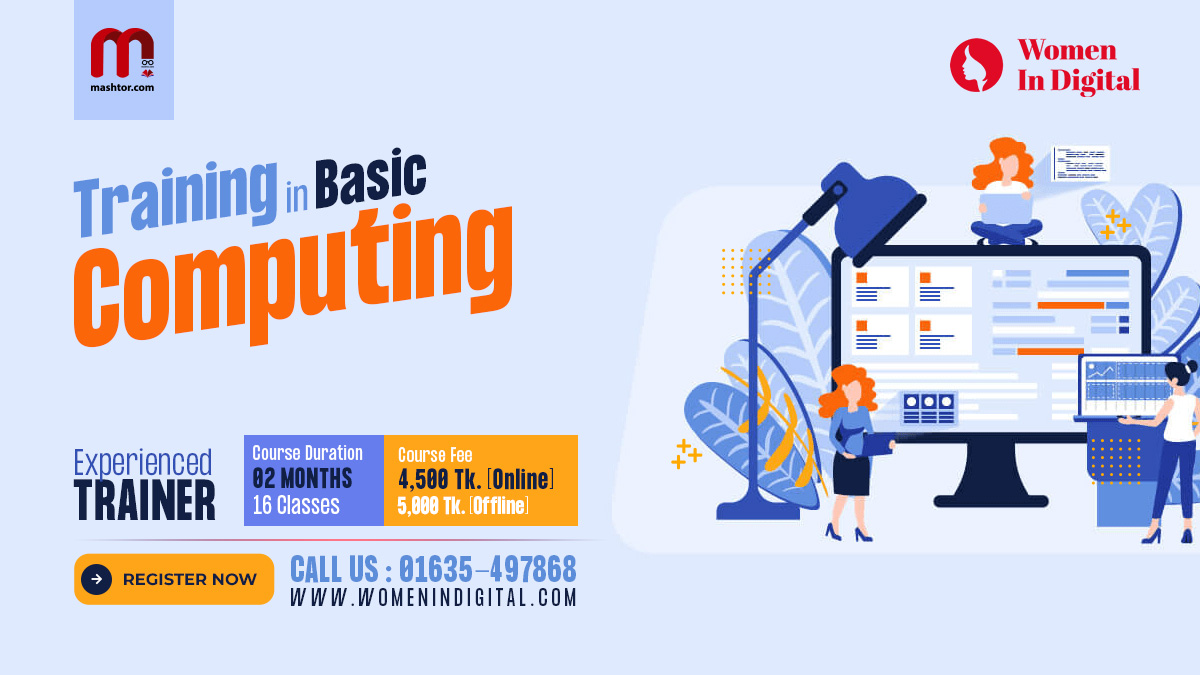 mashtor.com
Women
In Digital
Training in Basic
Computing
Experienced
TRAINER
Course Duration
02 MONTHS
16 Classes
Course Fee
4,500 Tk. [Online]
5,000 Tk. [Offline]
REGISTER NOW
CALL US : 01635-497868
WWW.WOMENINDIGITAL.COM